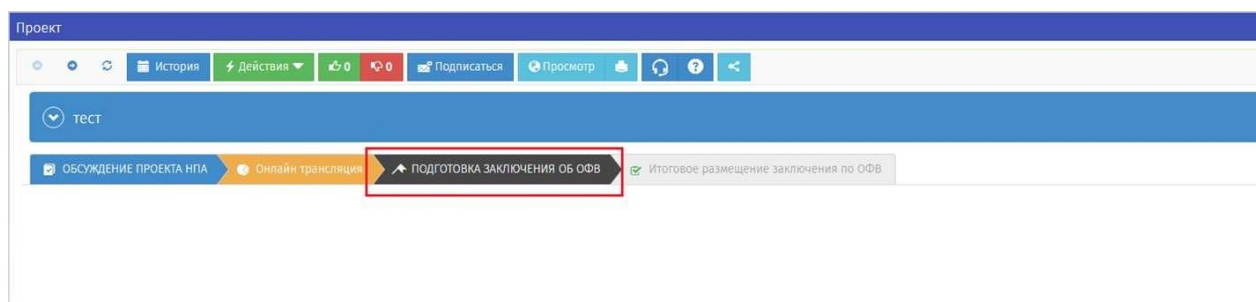 Проект
История Действия 0 0 Подписаться Просмотр ?
тест
ОБСУЖДЕНИЕ ПРОЕКТА НПА Онлайн трансляция ПОДГОТОВКА ЗАКЛЮЧЕНИЯ ОБ ОФВ Итоговое размещение заключения по ОФВ